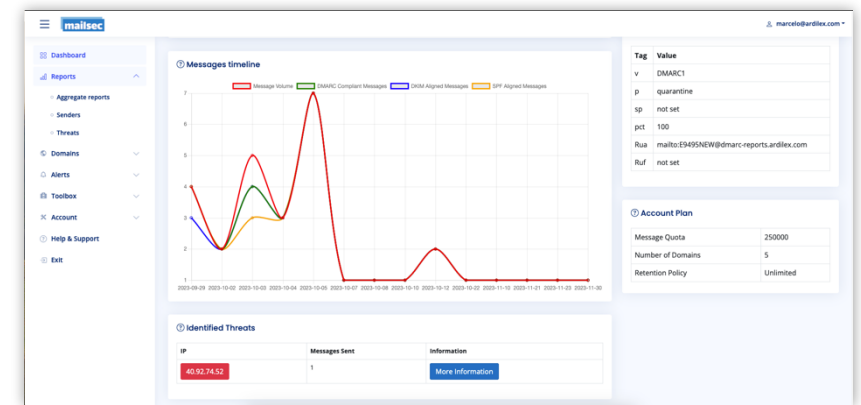 mailsec
marcelo@ardilex.com
Dashboard
Reports
Aggregate reports
Senders
Threats
Domains
Alerts
Toolbox
Account
Help & Support
Exit
Messages timeline
Message Volume DMARC Compliant Messages DKIM Aligned Messages SPF Aligned Messages
7
6
5
4
3
2
1
2023-09-29 2023-10-02 2023-10-03 2023-10-04 2023-10-05 2023-10-07 2023-10-08 2023-10-10 2023-10-12 2023-10-22 2023-11-10 2023-11-21 2023-11-23 2023-11-30
Identified Threats
IP Messages Sent Information
40.92.74.52 1 More Information
Tag Value
v DMARC1
p quarantine
sp not set
pct 100
Rua mailto:E9495NEW@dmarc-reports.ardilex.com
Ruf not set
Account Plan
Message Quota 250000
Number of Domains 5
Retention Policy Unlimited